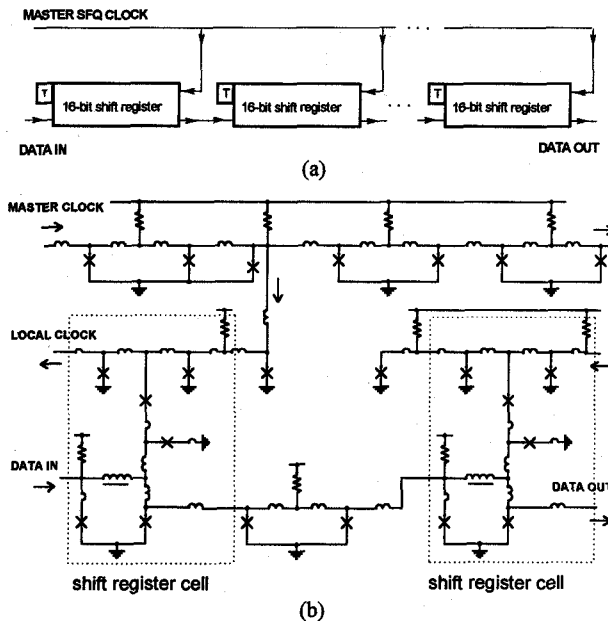 MASTER SFQ CLOCK
T
16-bit shift register
T
16-bit shift register
T
16-bit shift register
DATA IN
DATA OUT
(a)
MASTER CLOCK
LOCAL CLOCK
DATA IN
DATA OUT
shift register cell
shift register cell
(b)